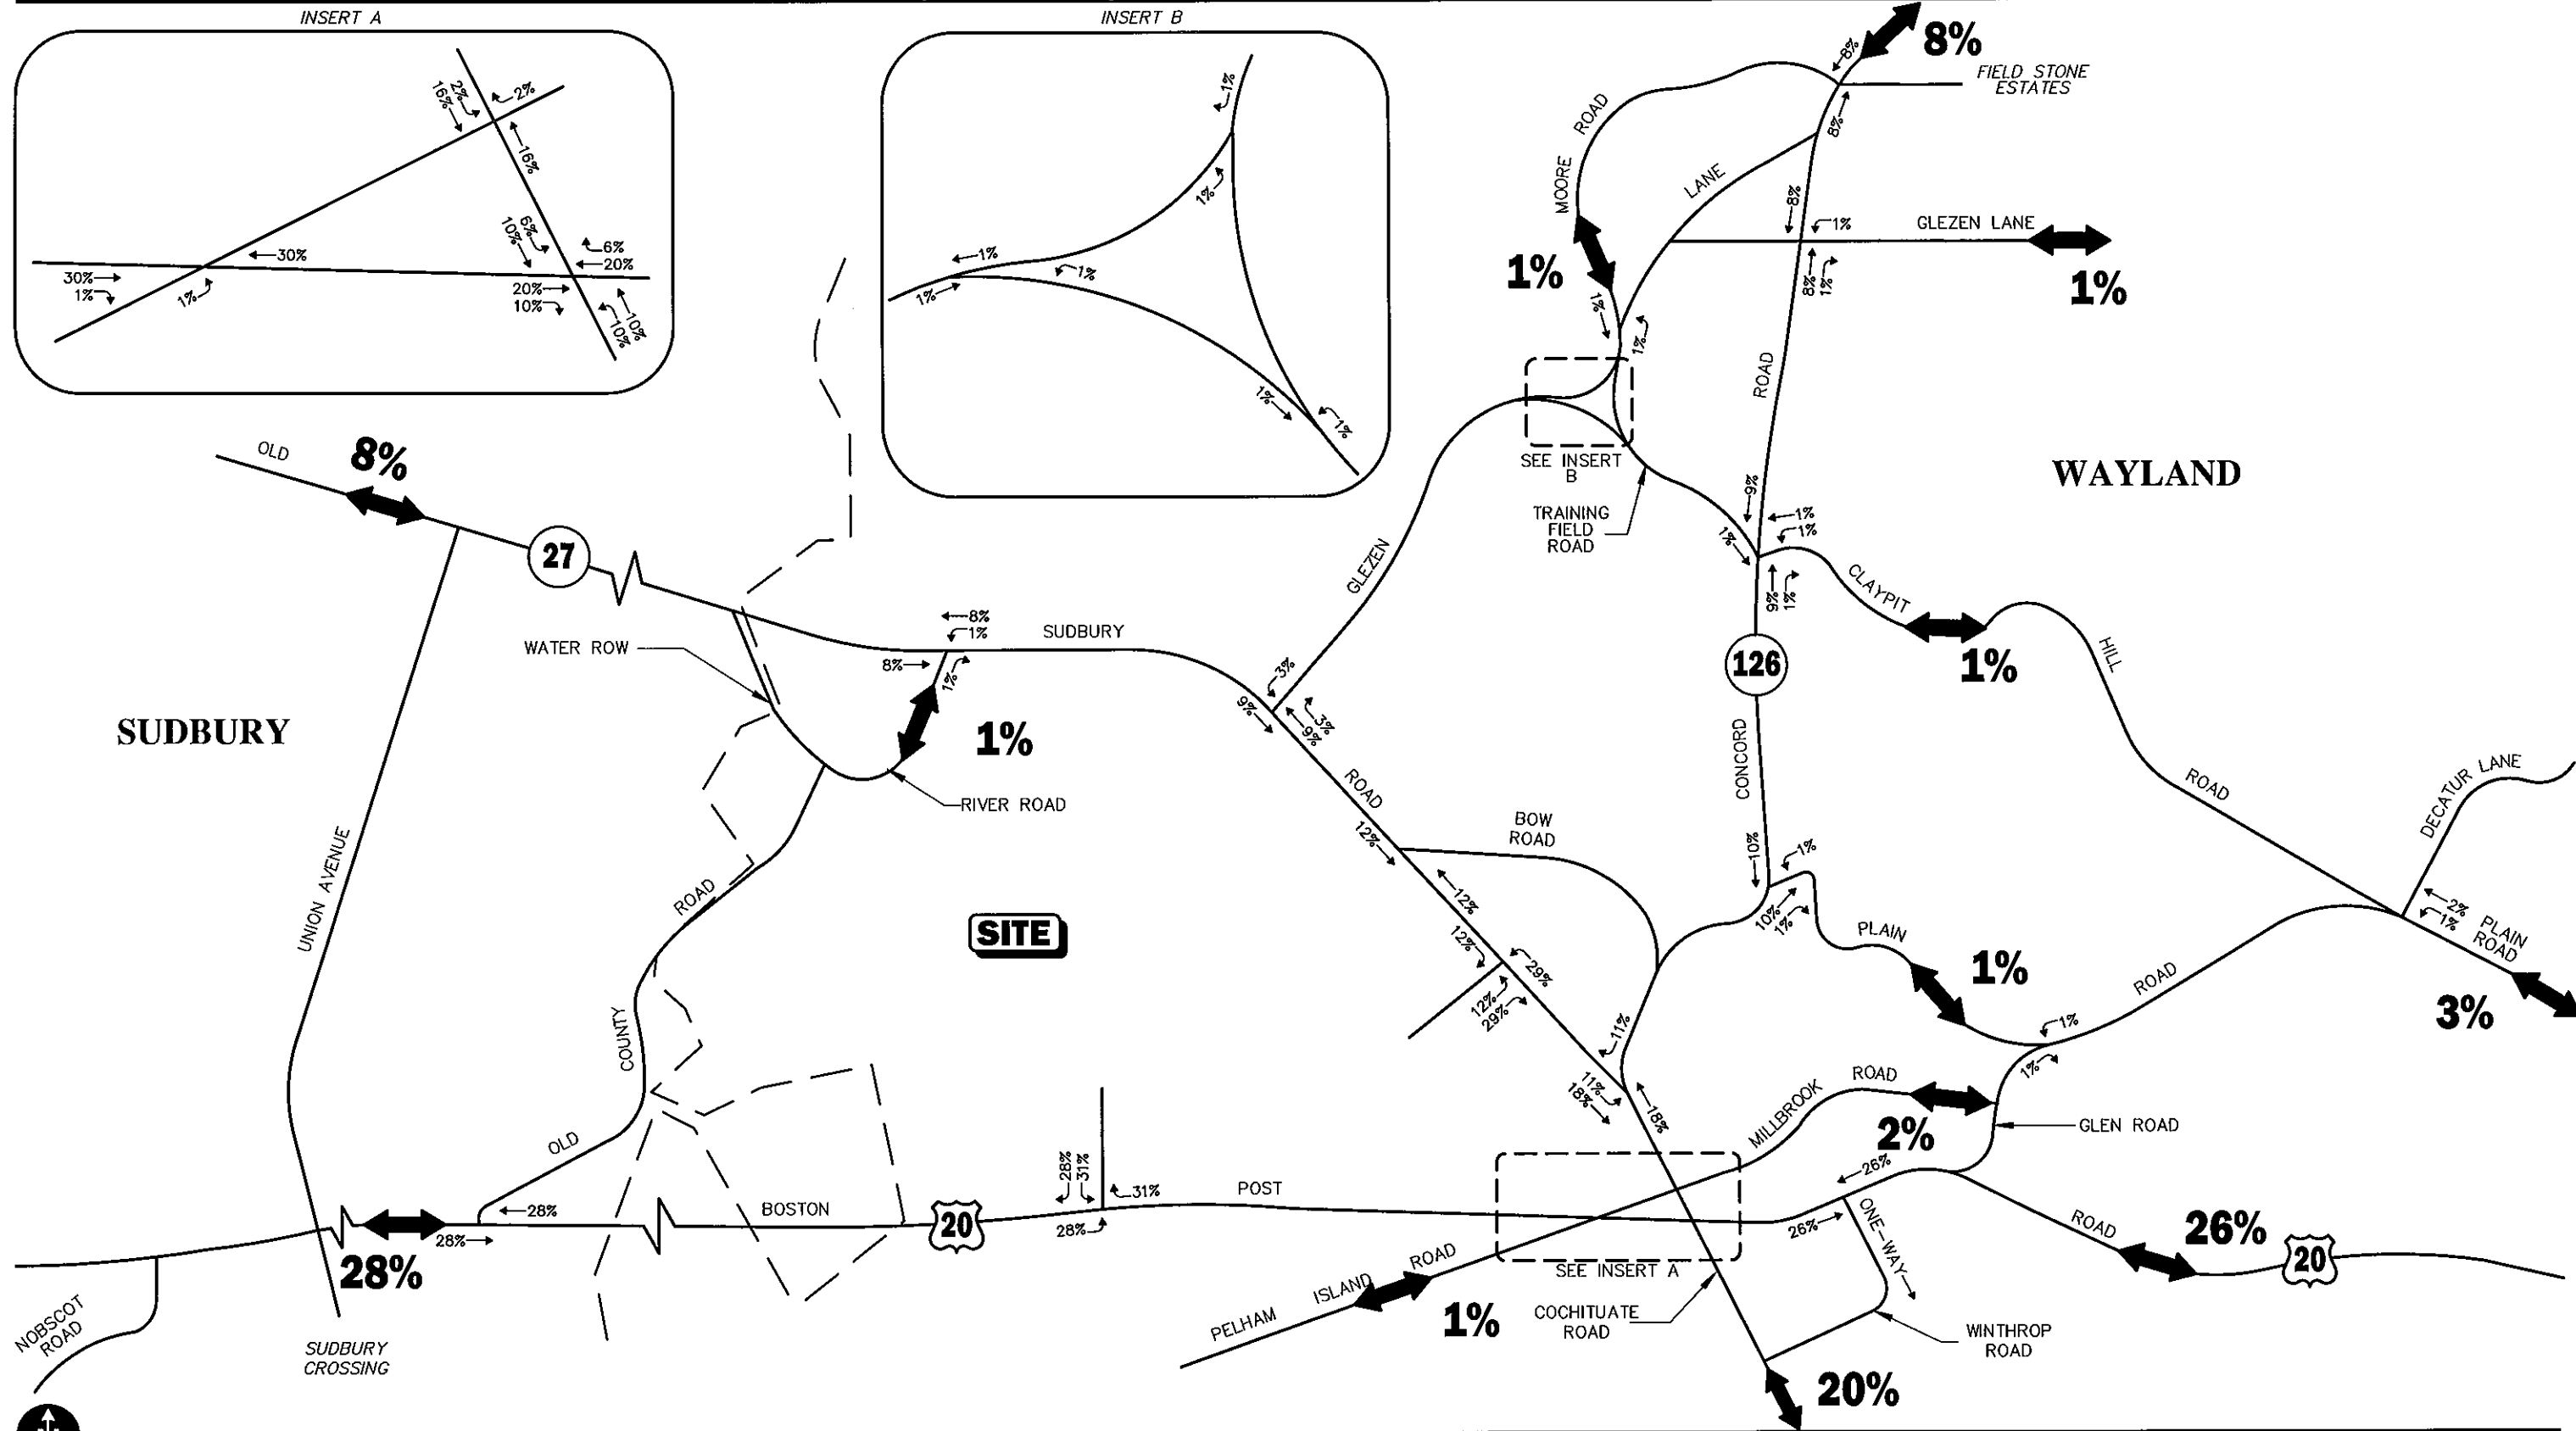 INSERT A
16%
2%
2%
16%
30%
30%
1%
1%
10%
6%
6%
20%
20%
10%
10%
10%
INSERT B
1%
1%
1%
1%
1%
1%
1%
8%
8%
FIELD STONE
ESTATES
8%
MOORE ROAD
LANE
8%
1%
GLEZEN LANE
1%
8%
1%
1%
1%
1%
SEE INSERT
B
TRAINING
FIELD
ROAD
ROAD
WAYLAND
9%
1%
1%
1%
9%
1%
CLAYPIT
HILL
ROAD
1%
126
CONCORD
OLD
8%
27
WATER ROW
8%
1%
SUDBURY
8%
1%
1%
RIVER ROAD
SUDBURY
GLEZEN
3%
9%
3%
9%
ROAD
12%
BOW
ROAD
12%
12%
29%
12%
29%
10%
1%
10%
1%
PLAIN
1%
ROAD
DECATUR LANE
2%
1%
PLAIN
ROAD
3%
UNION AVENUE
ROAD
COUNTY
OLD
SITE
11%
11%
18%
18%
1%
1%
MILLBROOK
ROAD
2%
GLEN ROAD
28%
28%
28%
BOSTON
20
28%
31%
31%
28%
POST
26%
26%
ONE-WAY
ROAD
26%
20
SEE INSERT A
PELHAM
ISLAND
ROAD
1%
COCHITUATE
ROAD
WINTHROP
ROAD
20%
NOBSCOT
ROAD
SUDBURY
CROSSING